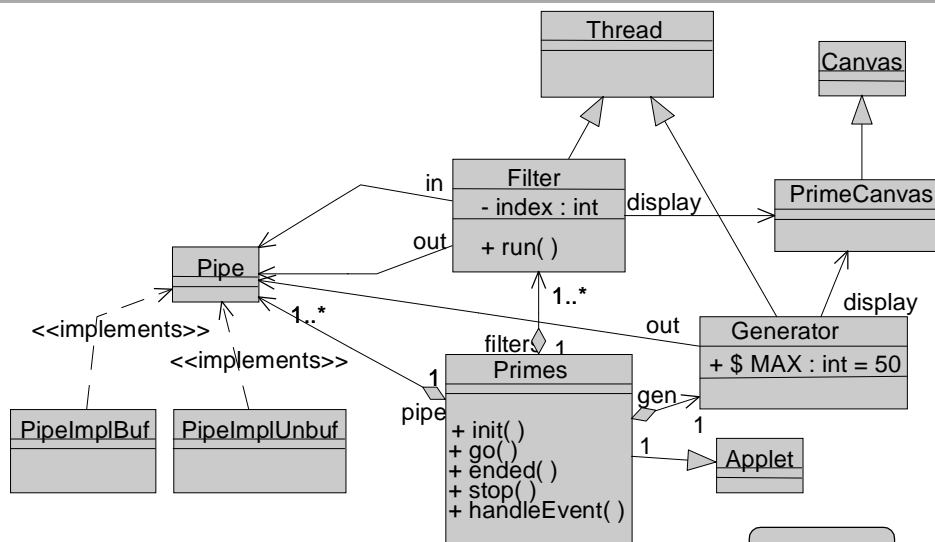 Thread
Canvas
Filter
- index : int
+ run( )
in
out
display
PrimeCanvas
Pipe
1..*
<<implements>>
<<implements>>
1..*
out
display
Generator
+ $ MAX : int = 50
filters
1
Primes
+ init( )
+ go( )
+ ended( )
+ stop( )
+ handleEvent( )
1
pipe
gen
1
1
Applet
PipeImplBuf
PipeImplUnbuf